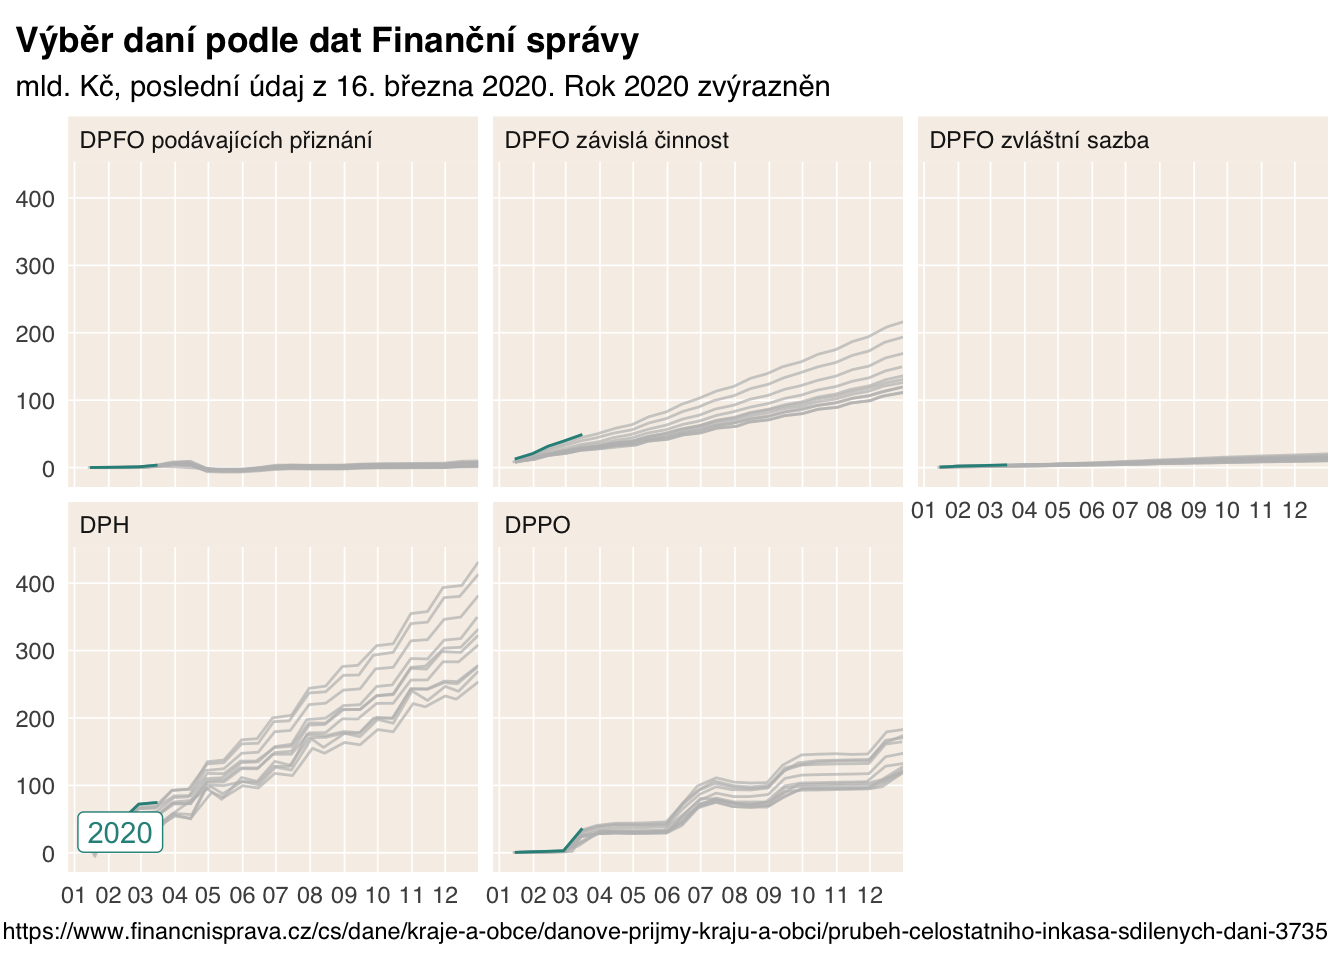 Výběr daní podle dat Finanční správy
mld. Kč, poslední údaj z 16. března 2020. Rok 2020 zvýrazněn
DPFO podávajících přiznání
DPFO závislá činnost
DPFO zvláštní sazba
400
300
200
100
0
01 02 03 04 05 06 07 08 09 10 11 12
DPH
DPPO
400
300
200
100
0
2020
01 02 03 04 05 06 07 08 09 10 11 12
01 02 03 04 05 06 07 08 09 10 11 12
https://www.financnisprava.cz/cs/dane/kraje-a-obce/danove-prijmy-kraju-a-obci/prubeh-celostatniho-inkasa-sdilenych-dani-3735